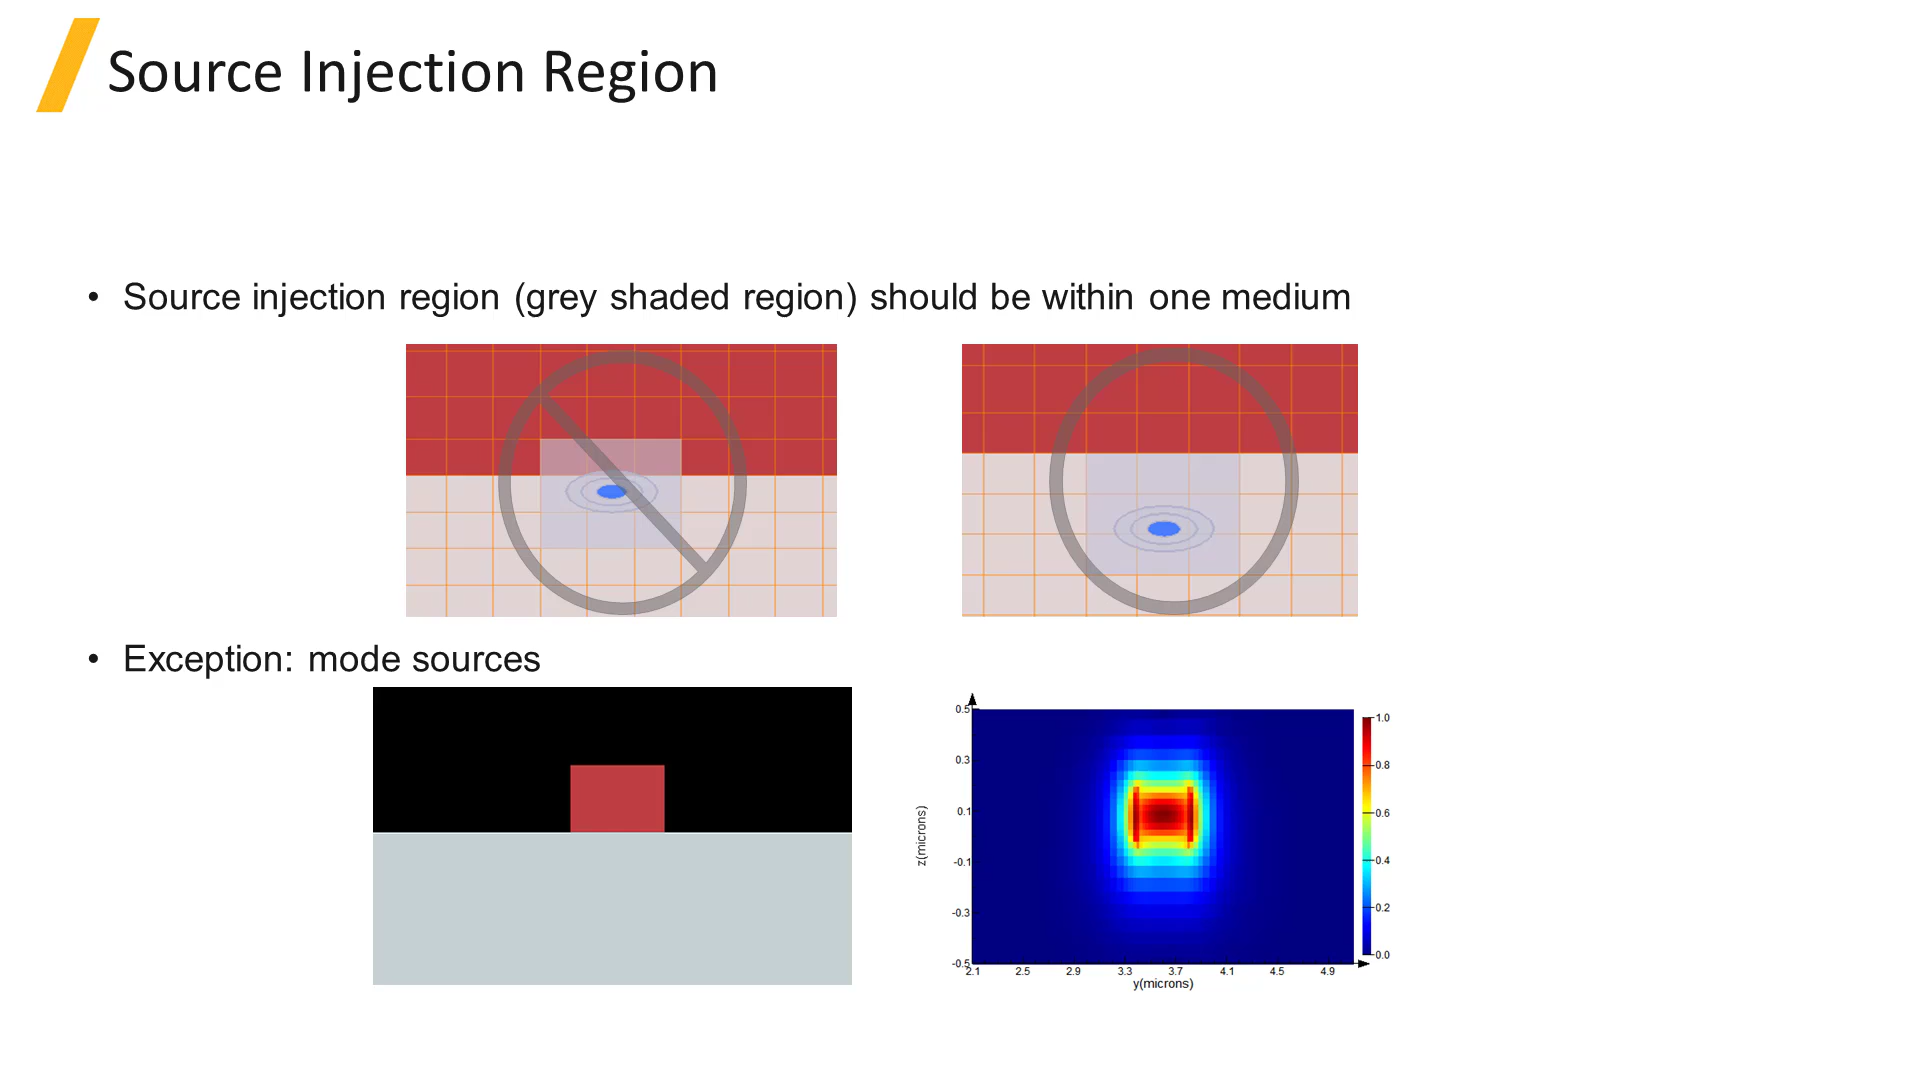 Source Injection Region
• Source injection region (grey shaded region) should be within one medium
• Exception: mode sources
0.5
0.3
0.1
-0.1
-0.3
-0.5
z(microns)
2.1 2.5 2.9 3.3 3.7 4.1 4.5 4.9
y(microns)
1.0
0.8
0.6
0.4
0.2
0.0